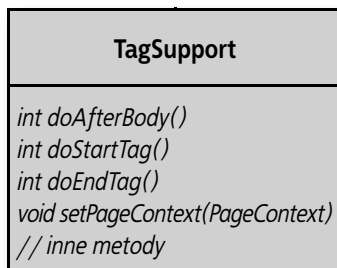 TagSupport
int doAfterBody()
int doStartTag()
int doEndTag()
void setPageContext(PageContext)
// inne metody